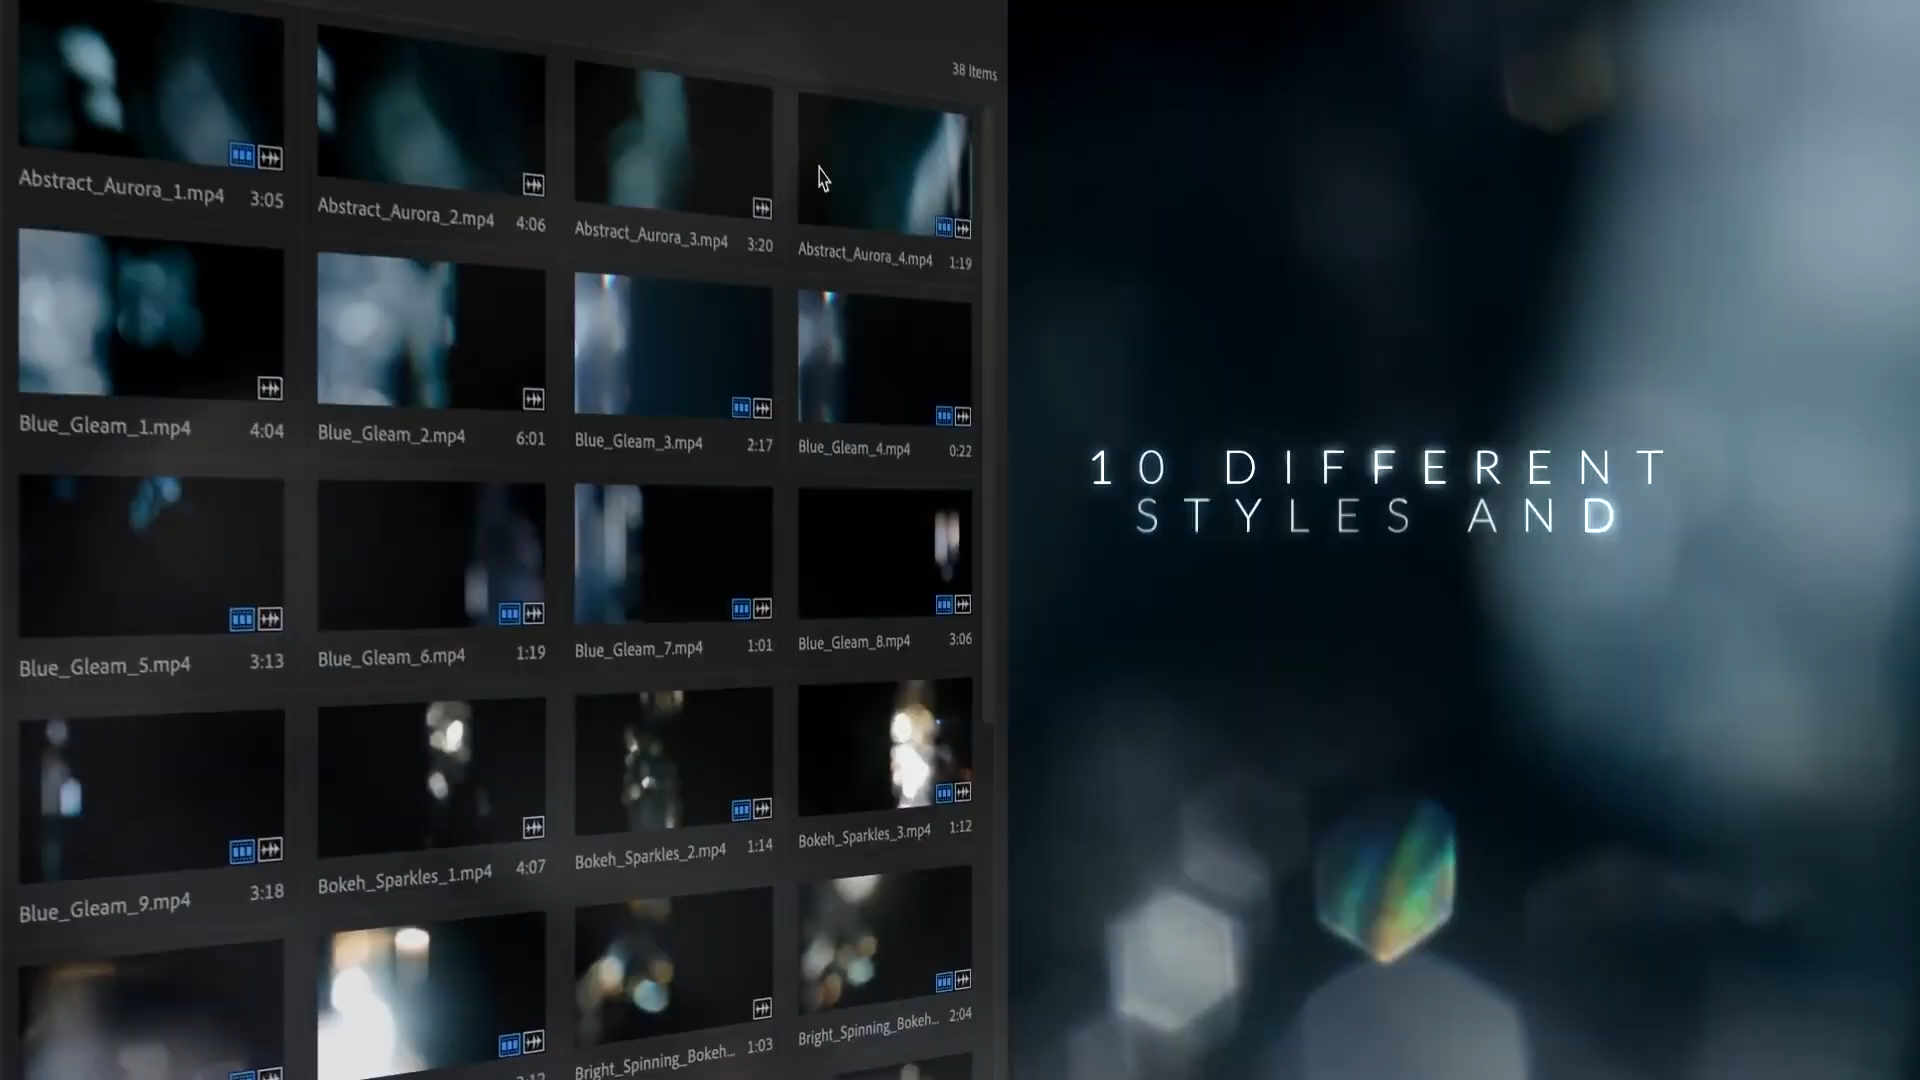 38 Items
Abstract_Aurora_1.mp4 3:05
Abstract_Aurora_2.mp4 4:06
Abstract_Aurora_3.mp4 3:20
Abstract_Aurora_4.mp4 1:19
Blue_Gleam_1.mp4 4:04
Blue_Gleam_2.mp4 6:01
Blue_Gleam_3.mp4 2:17
Blue_Gleam_4.mp4 0:22
Blue_Gleam_5.mp4 3:13
Blue_Gleam_6.mp4 1:19
Blue_Gleam_7.mp4 1:01
Blue_Gleam_8.mp4 3:06
Blue_Gleam_9.mp4 3:18
Bokeh_Sparkles_1.mp4 4:07
Bokeh_Sparkles_2.mp4 1:14
Bokeh_Sparkles_3.mp4 1:12
Bright_Spinning_Bokeh... 1:03
Bright_Spinning_Bokeh... 2:04
10 DIFFERENT
STYLES AND